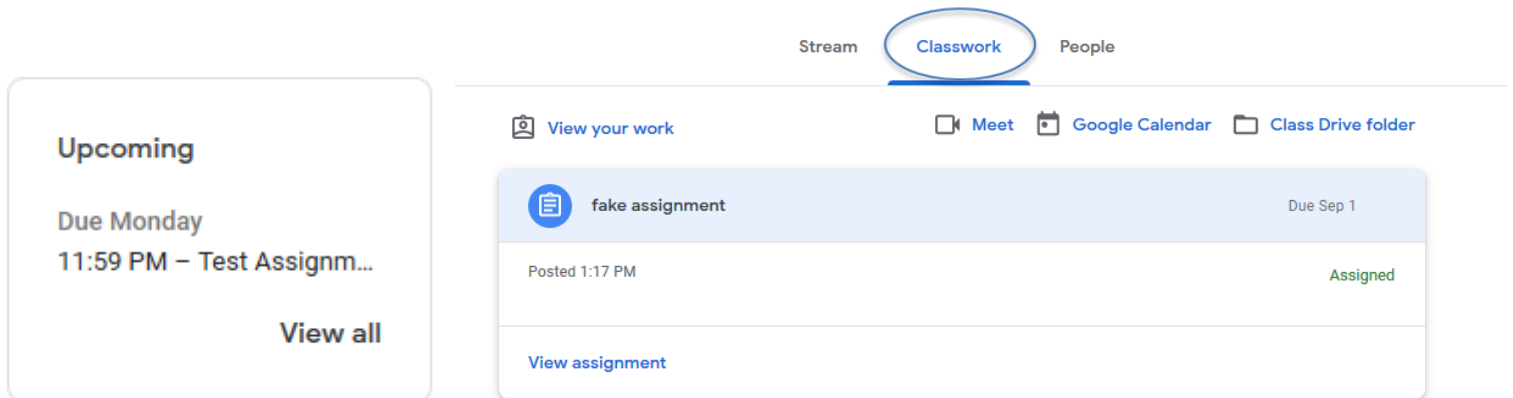 Upcoming
Due Monday
11:59 PM – Test Assignm...
View all
Stream Classwork People
View your work Meet Google Calendar Class Drive folder
fake assignment Due Sep 1
Posted 1:17 PM Assigned
View assignment